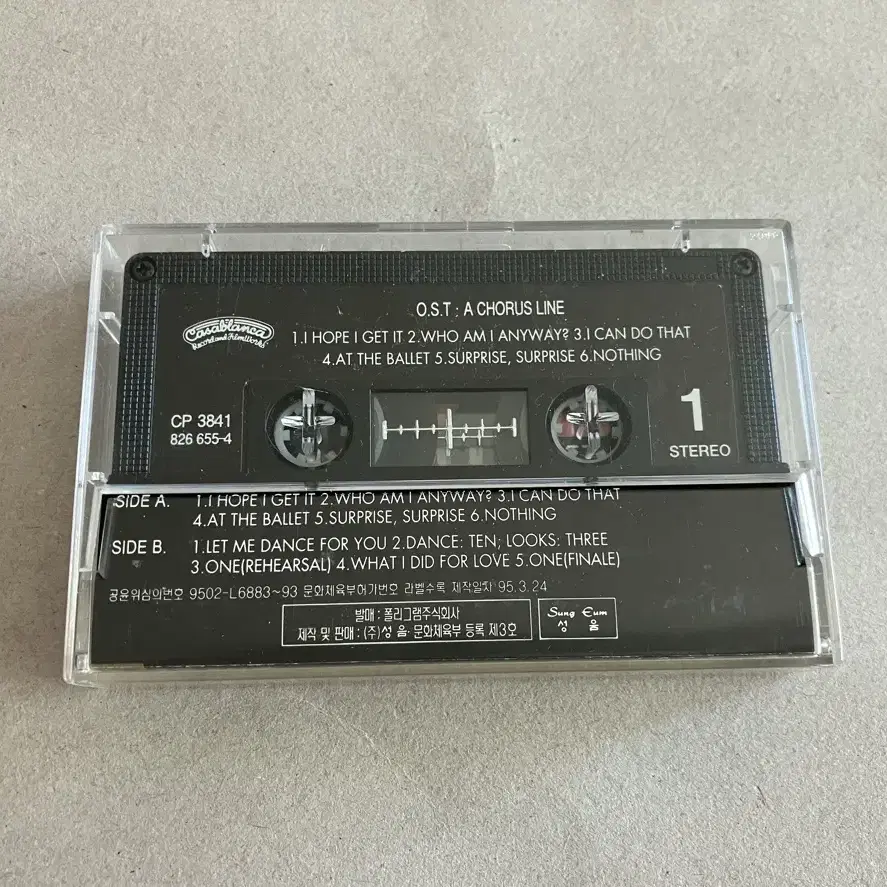 O.S.T : A CHORUS LINE
Casablanca
Record and FilmWorks
1.I HOPE I GET IT 2.WHO AM I ANYWAY? 3.I CAN DO THAT
4.AT THE BALLET 5.SURPRISE, SURPRISE 6.NOTHING
CP 3841
826 655-4
1
STEREO
SIDE A. 1.I HOPE I GET IT 2.WHO AM I ANYWAY? 3.I CAN DO THAT
4.AT THE BALLET 5.SURPRISE, SURPRISE 6.NOTHING
SIDE B. 1.LET ME DANCE FOR YOU 2.DANCE: TEN; LOOKS: THREE
3.ONE(REHEARSAL) 4.WHAT I DID FOR LOVE 5.ONE(FINALE)
공윤위심의번호 9502-L6883~93 문화체육부허가번호 라벨수록 제작일자 95.3.24
발매 : 폴리그램주식회사
제작 및 판매 : (주)성 음· 문화체육부 등록 제3호
Sung Eum
성 음